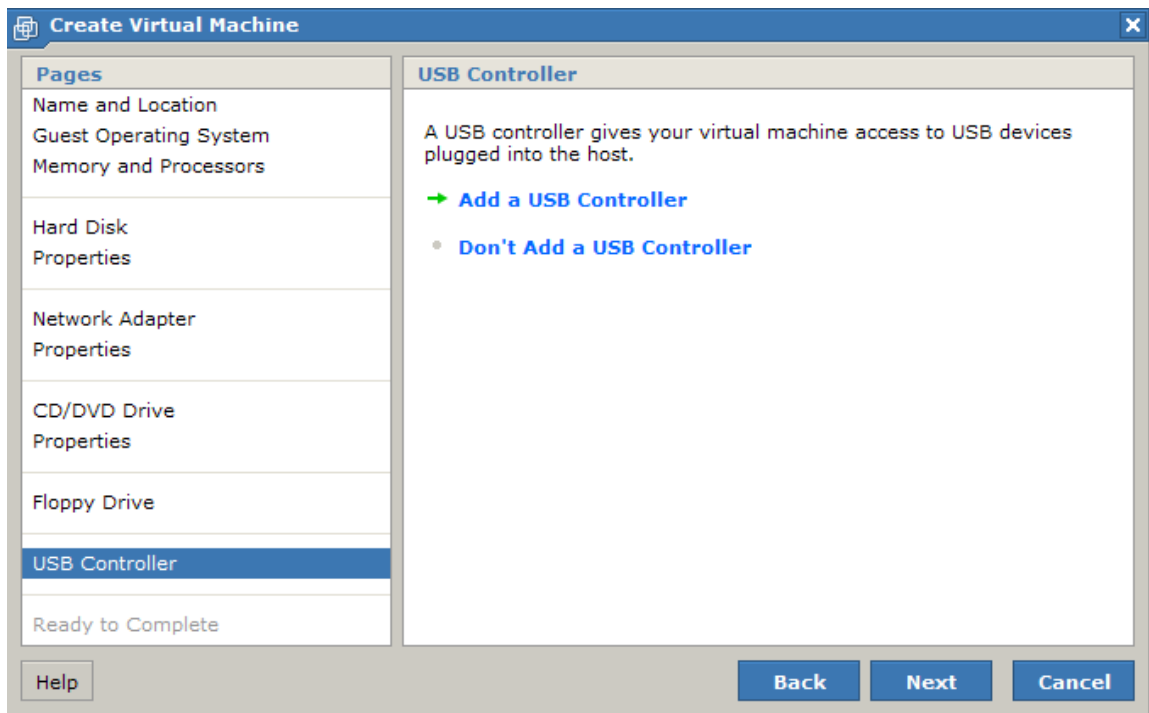 Create Virtual Machine
Pages
Name and Location
Guest Operating System
Memory and Processors
Hard Disk
Properties
Network Adapter
Properties
CD/DVD Drive
Properties
Floppy Drive
USB Controller
Ready to Complete
USB Controller
A USB controller gives your virtual machine access to USB devices
plugged into the host.
Add a USB Controller
Don't Add a USB Controller
Help
Back
Next
Cancel